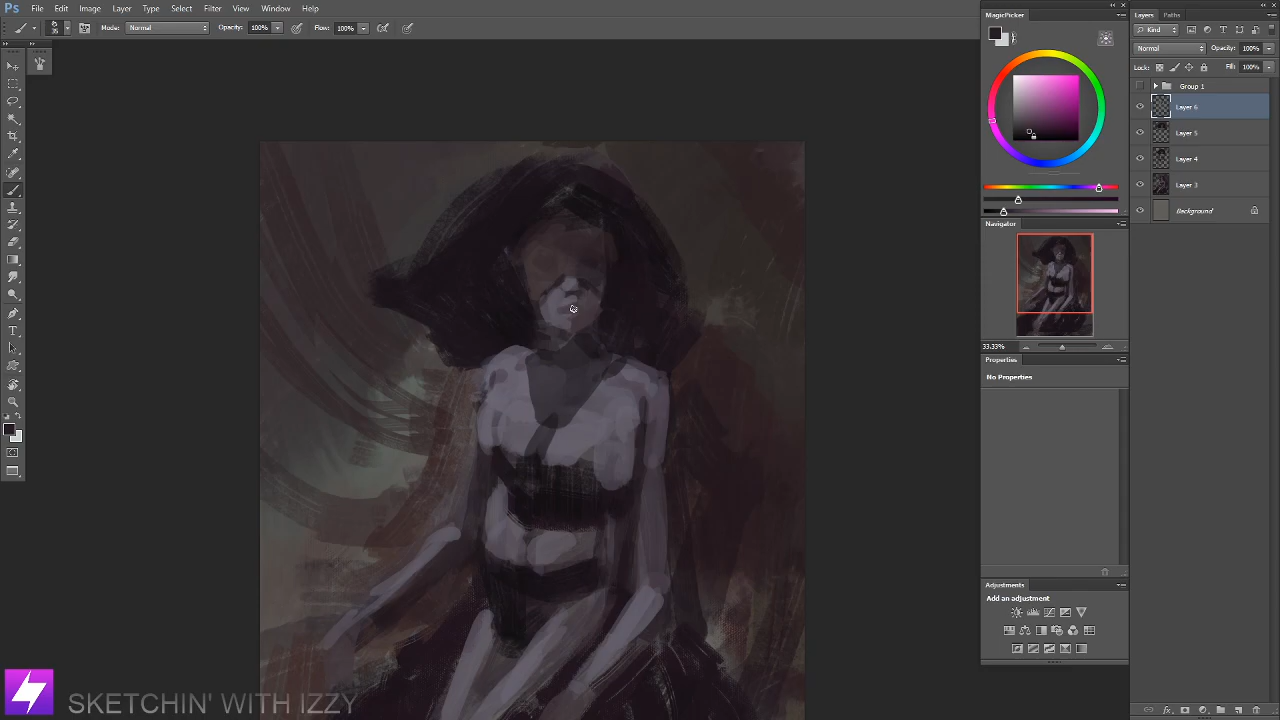 Ps File Edit Image Layer Type Select Filter 3D View Window Help
Mode: Normal Opacity: 100% Flow: 100%
MagicPicker
Navigator
33.33%
Properties
No Properties
Adjustments
Add an adjustment
Layers Paths
Kind
Normal Opacity: 100%
Lock: Fill: 100%
Group 1
Layer 6
Layer 5
Layer 4
Layer 3
Background
fx
SKETCHIN' WITH IZZY